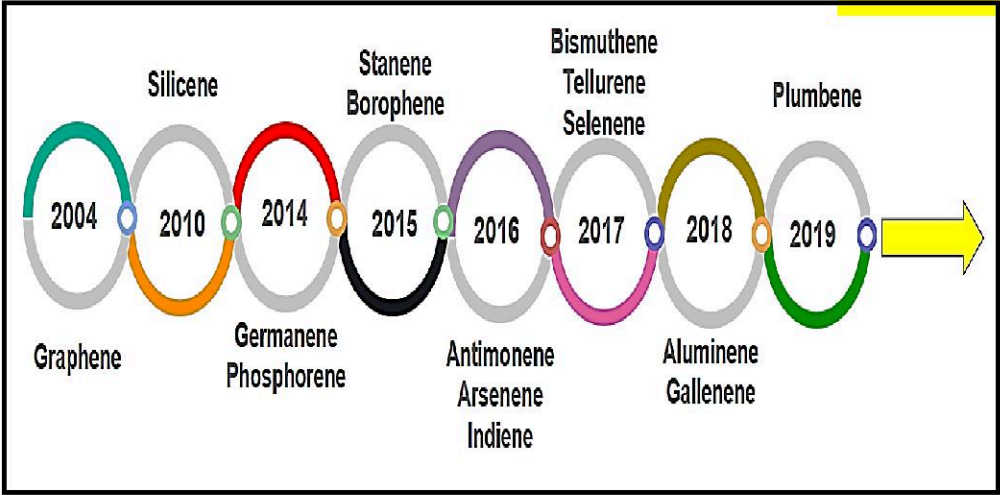 2004
Graphene
Silicene
2010
2014
Germanene
Phosphorene
Stanene
Borophene
2015
2016
Antimonene
Arsenene
Indiene
Bismuthene
Tellurene
Selenene
2017
2018
Aluminene
Gallenene
Plumbene
2019